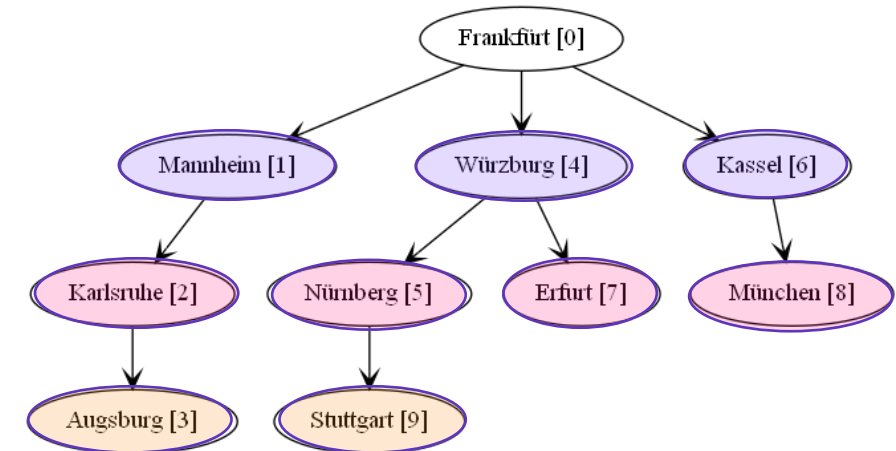 Frankfürt [0]
Mannheim [1]
Würzburg [4]
Kassel [6]
Karlsruhe [2]
Nürnberg [5]
Erfurt [7]
München [8]
Augsburg [3]
Stuttgart [9]